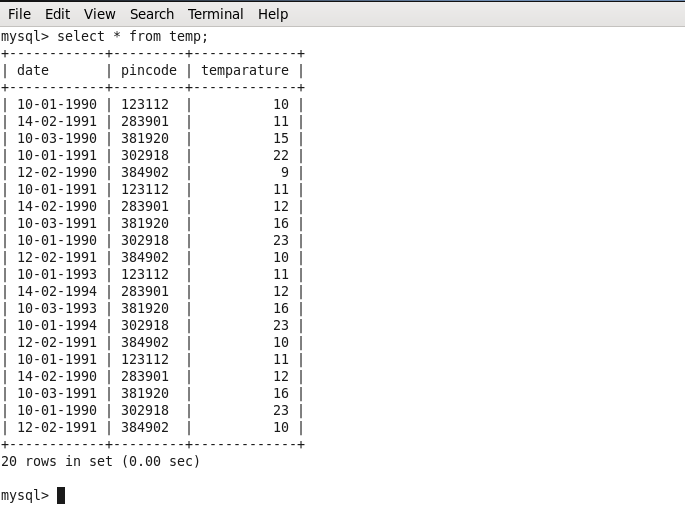 File Edit View Search Terminal Help
mysql> select * from temp;
+------------+---------+-------------+
| date       | pincode | temparature |
+------------+---------+-------------+
| 10-01-1990 | 123112  |          10 |
| 14-02-1991 | 283901  |          11 |
| 10-03-1990 | 381920  |          15 |
| 10-01-1991 | 302918  |          22 |
| 12-02-1990 | 384902  |           9 |
| 10-01-1991 | 123112  |          11 |
| 14-02-1990 | 283901  |          12 |
| 10-03-1991 | 381920  |          16 |
| 10-01-1990 | 302918  |          23 |
| 12-02-1991 | 384902  |          10 |
| 10-01-1993 | 123112  |          11 |
| 14-02-1994 | 283901  |          12 |
| 10-03-1993 | 381920  |          16 |
| 10-01-1994 | 302918  |          23 |
| 12-02-1991 | 384902  |          10 |
| 10-01-1991 | 123112  |          11 |
| 14-02-1990 | 283901  |          12 |
| 10-03-1991 | 381920  |          16 |
| 10-01-1990 | 302918  |          23 |
| 12-02-1991 | 384902  |          10 |
+------------+---------+-------------+
20 rows in set (0.00 sec)
mysql>